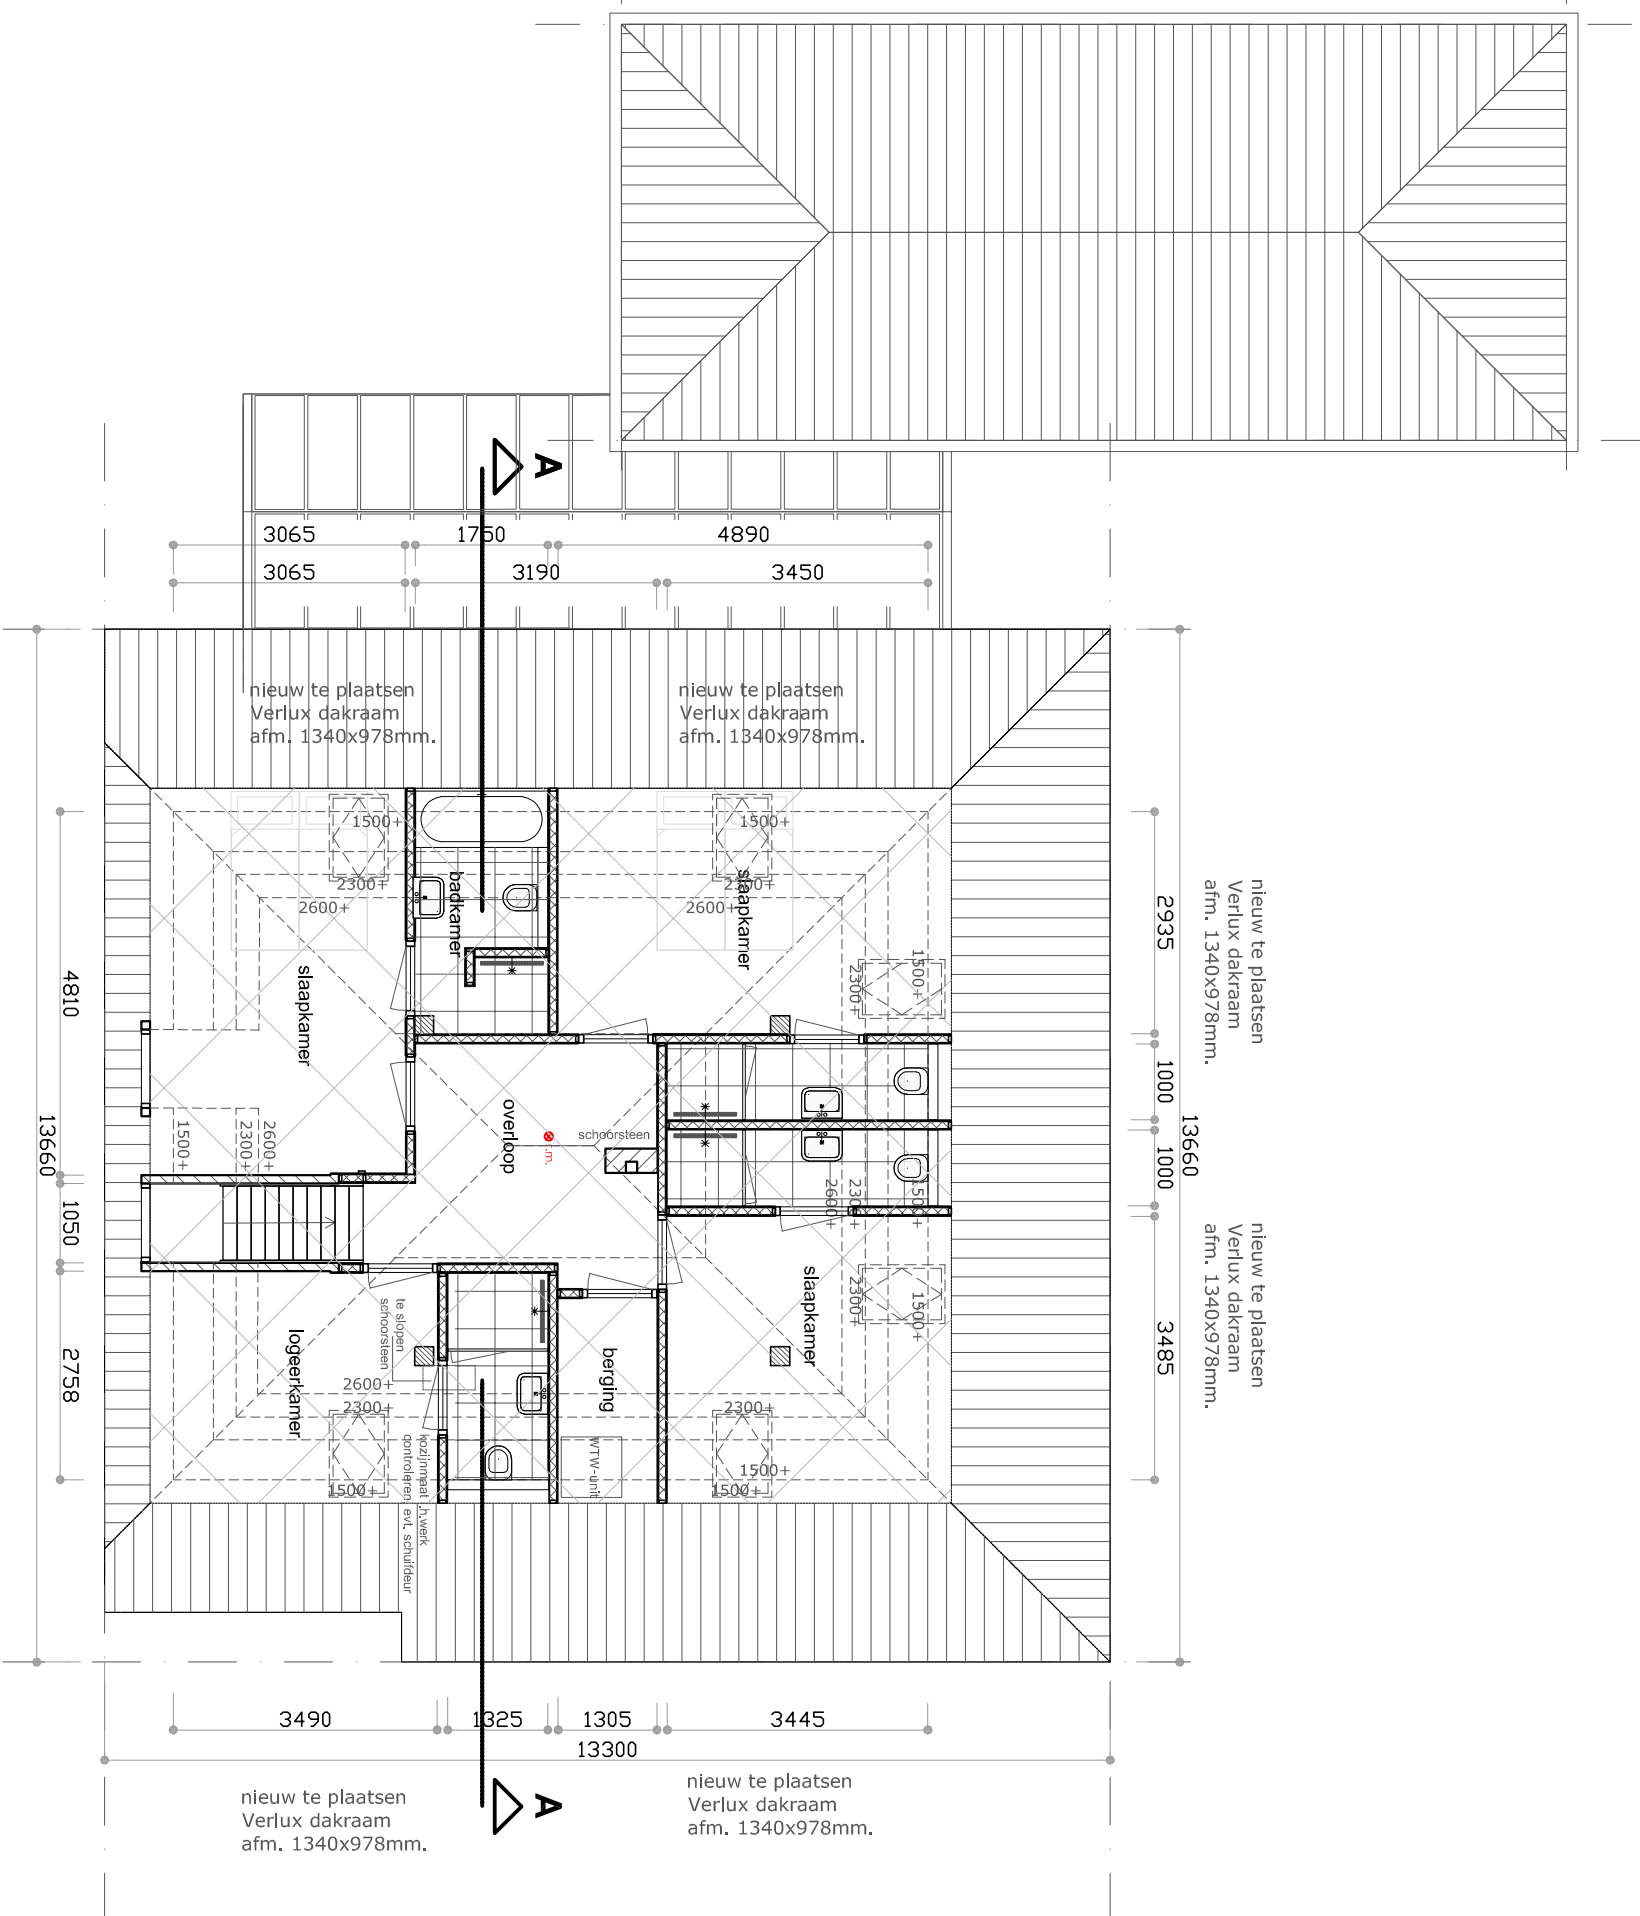 A
3065
1750
4890
3065
3190
3450
nieuw te plaatsen
Verlux dakraam
afm. 1340x978mm.
nieuw te plaatsen
Verlux dakraam
afm. 1340x978mm.
1500+
2300+
2600+
badkamer
1500+
2300+
2600+
slaapkamer
1500+
2300+
2935
nieuw te plaatsen
Verlux dakraam
afm. 1340x978mm.
4810
slaapkamer
1000
13660
13660
1500+
2300+
2600+
overloop
r.m.
schoorsteen
1000
1500+
2300+
2600+
1050
nieuw te plaatsen
Verlux dakraam
afm. 1340x978mm.
slaapkamer
1500+
2300+
3485
2758
logeerkamer
te slopen
schoorsteen
2600+
2300+
1500+
kozijnmaat i.h.werk
controleren, evt. schuifdeur
berging
WTW-unit
2300+
1500+
1500+
3490
1325
1305
3445
13300
nieuw te plaatsen
Verlux dakraam
afm. 1340x978mm.
A
nieuw te plaatsen
Verlux dakraam
afm. 1340x978mm.